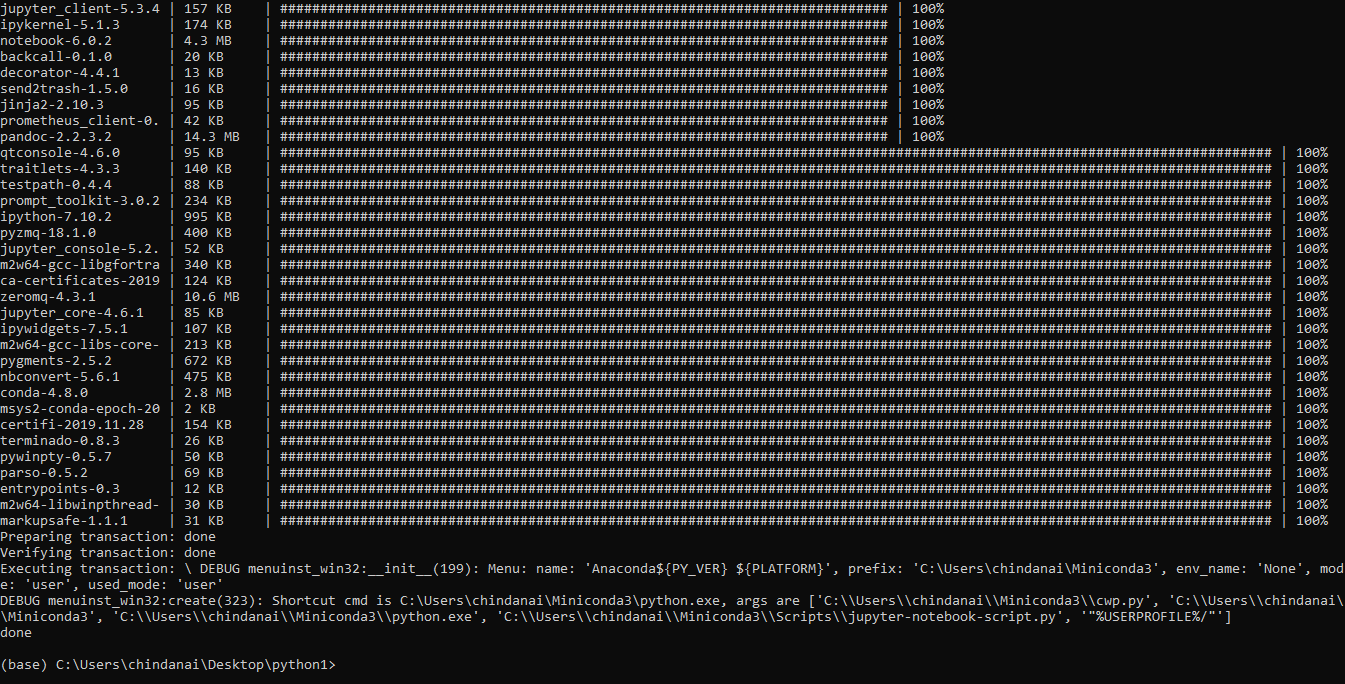 jupyter_client-5.3.4 | 157 KB    | ############################################################################ | 100%
ipykernel-5.1.3      | 174 KB    | ############################################################################ | 100%
notebook-6.0.2       | 4.3 MB    | ############################################################################ | 100%
backcall-0.1.0       | 20 KB     | ############################################################################ | 100%
decorator-4.4.1      | 13 KB     | ############################################################################ | 100%
send2trash-1.5.0     | 16 KB     | ############################################################################ | 100%
jinja2-2.10.3        | 95 KB     | ############################################################################ | 100%
prometheus_client-0. | 42 KB     | ############################################################################ | 100%
pandoc-2.2.3.2       | 14.3 MB   | ############################################################################ | 100%
qtconsole-4.6.0      | 95 KB     | ############################################################################################################################ | 100%
traitlets-4.3.3      | 140 KB    | ############################################################################################################################ | 100%
testpath-0.4.4       | 88 KB     | ############################################################################################################################ | 100%
prompt_toolkit-3.0.2 | 234 KB    | ############################################################################################################################ | 100%
ipython-7.10.2       | 995 KB    | ############################################################################################################################ | 100%
pyzmq-18.1.0         | 400 KB    | ############################################################################################################################ | 100%
jupyter_console-5.2. | 52 KB     | ############################################################################################################################ | 100%
m2w64-gcc-libgfortra | 340 KB    | ############################################################################################################################ | 100%
ca-certificates-2019 | 124 KB    | ############################################################################################################################ | 100%
zeromq-4.3.1         | 10.6 MB   | ############################################################################################################################ | 100%
jupyter_core-4.6.1   | 85 KB     | ############################################################################################################################ | 100%
ipywidgets-7.5.1     | 107 KB    | ############################################################################################################################ | 100%
m2w64-gcc-libs-core- | 213 KB    | ############################################################################################################################ | 100%
pygments-2.5.2       | 672 KB    | ############################################################################################################################ | 100%
nbconvert-5.6.1      | 475 KB    | ############################################################################################################################ | 100%
conda-4.8.0          | 2.8 MB    | ############################################################################################################################ | 100%
msys2-conda-epoch-20 | 2 KB      | ############################################################################################################################ | 100%
certifi-2019.11.28   | 154 KB    | ############################################################################################################################ | 100%
terminado-0.8.3      | 26 KB     | ############################################################################################################################ | 100%
pywinpty-0.5.7       | 50 KB     | ############################################################################################################################ | 100%
parso-0.5.2          | 69 KB     | ############################################################################################################################ | 100%
entrypoints-0.3      | 12 KB     | ############################################################################################################################ | 100%
m2w64-libwinpthread- | 30 KB     | ############################################################################################################################ | 100%
markupsafe-1.1.1     | 31 KB     | ############################################################################################################################ | 100%
Preparing transaction: done
Verifying transaction: done
Executing transaction: \ DEBUG menuinst_win32:__init__(199): Menu: name: 'Anaconda${PY_VER} ${PLATFORM}', prefix: 'C:\Users\chindanai\Miniconda3', env_name: 'None', mod
e: 'user', used_mode: 'user'
DEBUG menuinst_win32:create(323): Shortcut cmd is C:\Users\chindanai\Miniconda3\python.exe, args are ['C:\\Users\\chindanai\\Miniconda3\\cwp.py', 'C:\\Users\\chindanai\
\Miniconda3', 'C:\\Users\\chindanai\\Miniconda3\\python.exe', 'C:\\Users\\chindanai\\Miniconda3\\Scripts\\jupyter-notebook-script.py', '"%USERPROFILE%/"']
done
(base) C:\Users\chindanai\Desktop\python1>